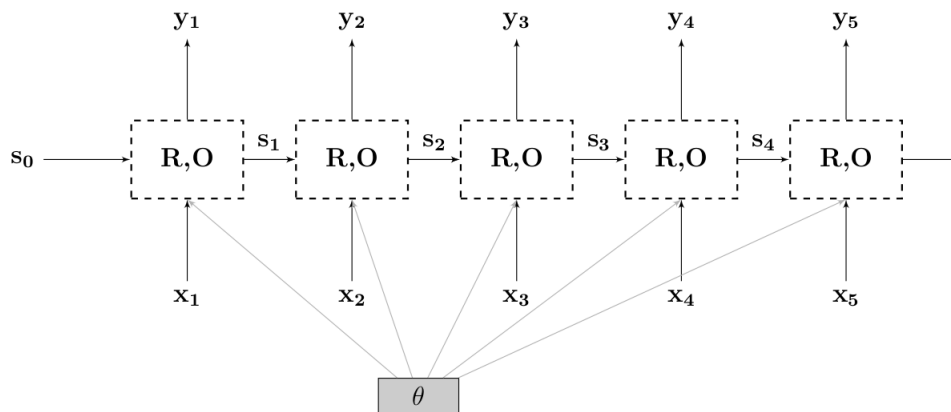 y₁ y₂ y₃ y₄ y₅
s₀ R,O s₁ R,O s₂ R,O s₃ R,O s₄ R,O
x₁ x₂ x₃ x₄ x₅
θ